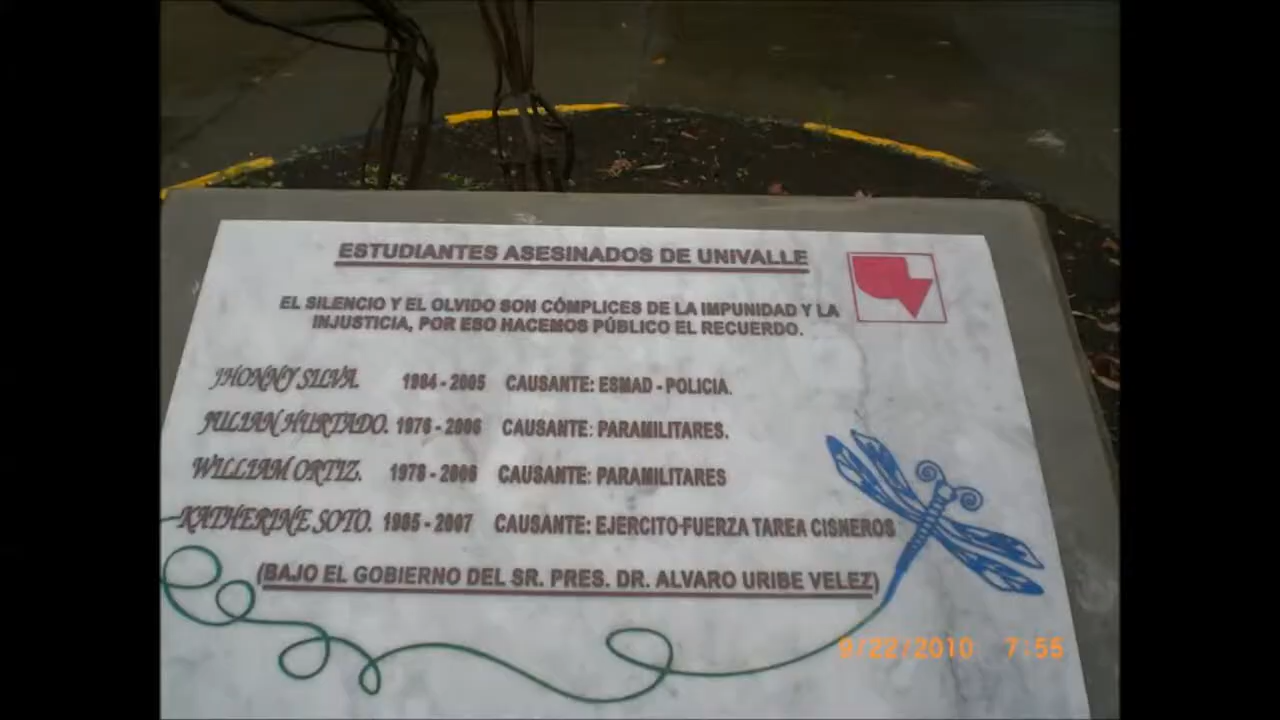 ESTUDIANTES ASESINADOS DE UNIVALLE
EL SILENCIO Y EL OLVIDO SON CÓMPLICES DE LA IMPUNIDAD Y LA
INJUSTICIA, POR ESO HACEMOS PÚBLICO EL RECUERDO.
JHONNY SILVA. 1984 - 2005 CAUSANTE: ESMAD - POLICIA.
JULIAN HURTADO. 1976 - 2006 CAUSANTE: PARAMILITARES.
WILLIAM ORTIZ. 1978 - 2006 CAUSANTE: PARAMILITARES
KATHERINE SOTO. 1985 - 2007 CAUSANTE: EJERCITO-FUERZA TAREA CISNEROS
(BAJO EL GOBIERNO DEL SR. PRES. DR. ALVARO URIBE VELEZ)
9/22/2010 7:55